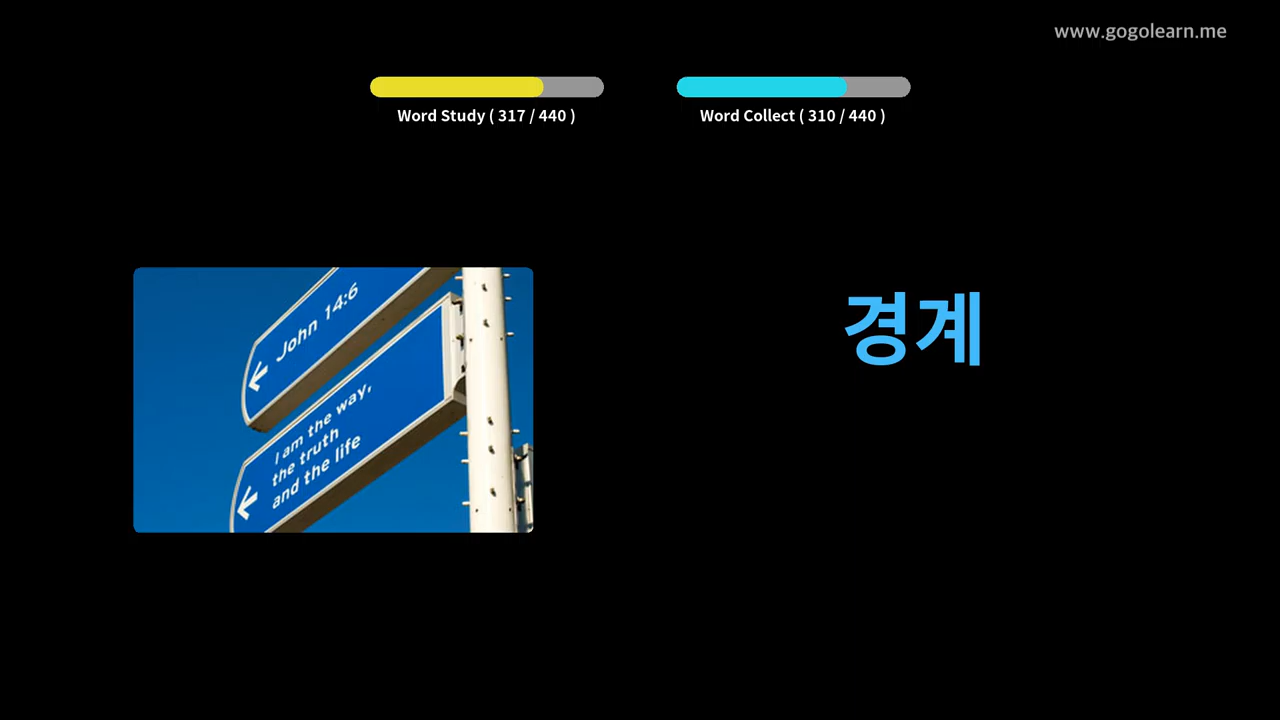 www.gogolearn.me
Word Study ( 317 / 440 )
Word Collect ( 310 / 440 )
John 14:6
I am the way,
the truth
and the life
경계